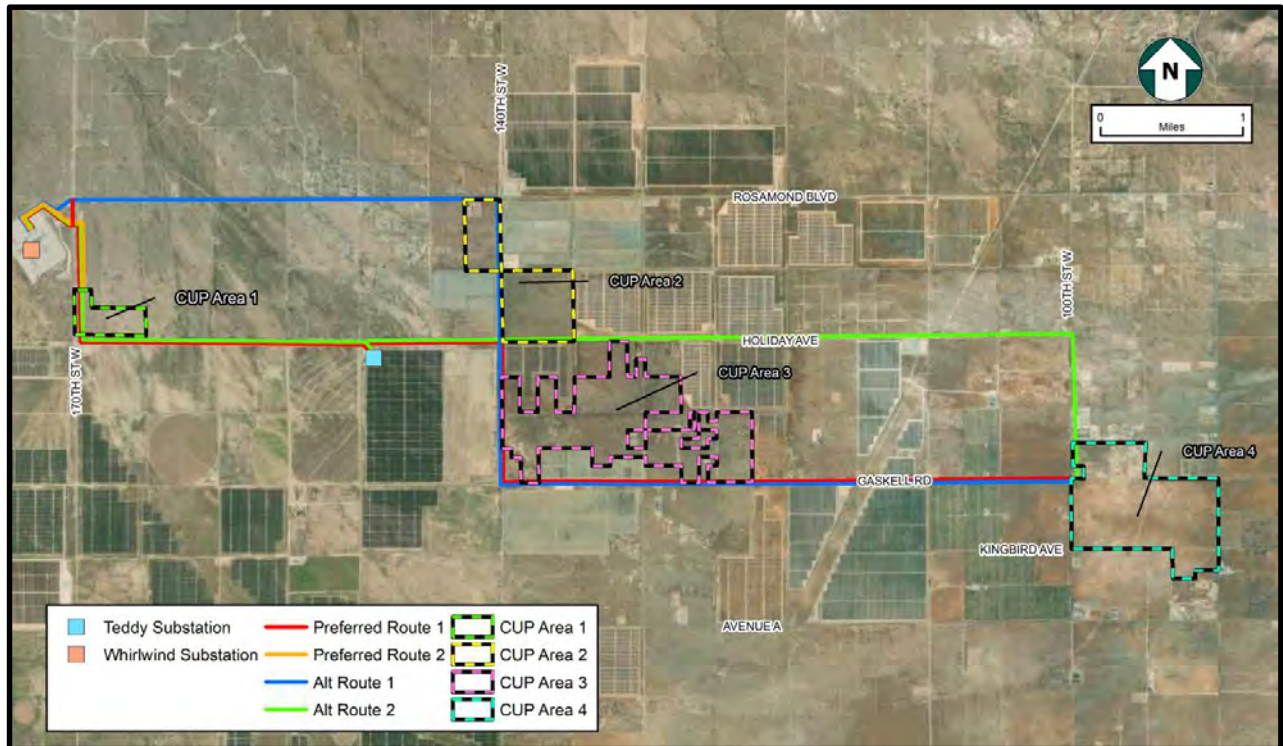 N
0 1
Miles
140TH ST W
ROSAMOND BLVD
CUP Area 1
CUP Area 2
100TH ST W
HOLIDAY AVE
170TH ST W
CUP Area 3
CUP Area 4
GASKELL RD
KINGBIRD AVE
AVENUE A
Teddy Substation
Whirlwind Substation
Preferred Route 1
Preferred Route 2
Alt Route 1
Alt Route 2
CUP Area 1
CUP Area 2
CUP Area 3
CUP Area 4